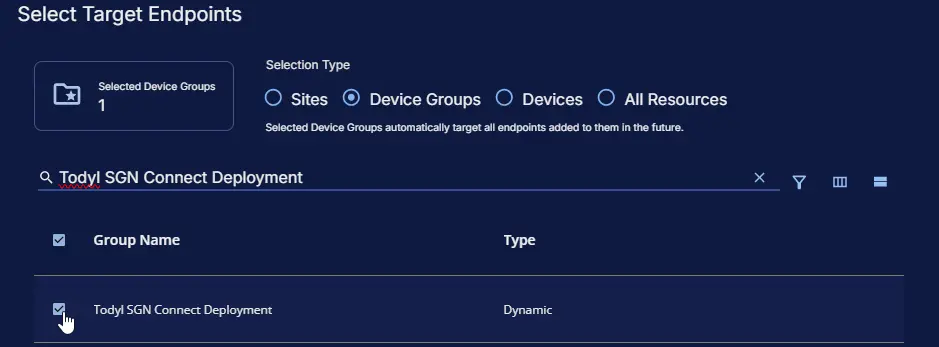 Select Target Endpoints
Selected Device Groups
1
Selection Type
Sites Device Groups Devices All Resources
Selected Device Groups automatically target all endpoints added to them in the future.
Todyl SGN Connect Deployment
Group Name Type
Todyl SGN Connect Deployment Dynamic